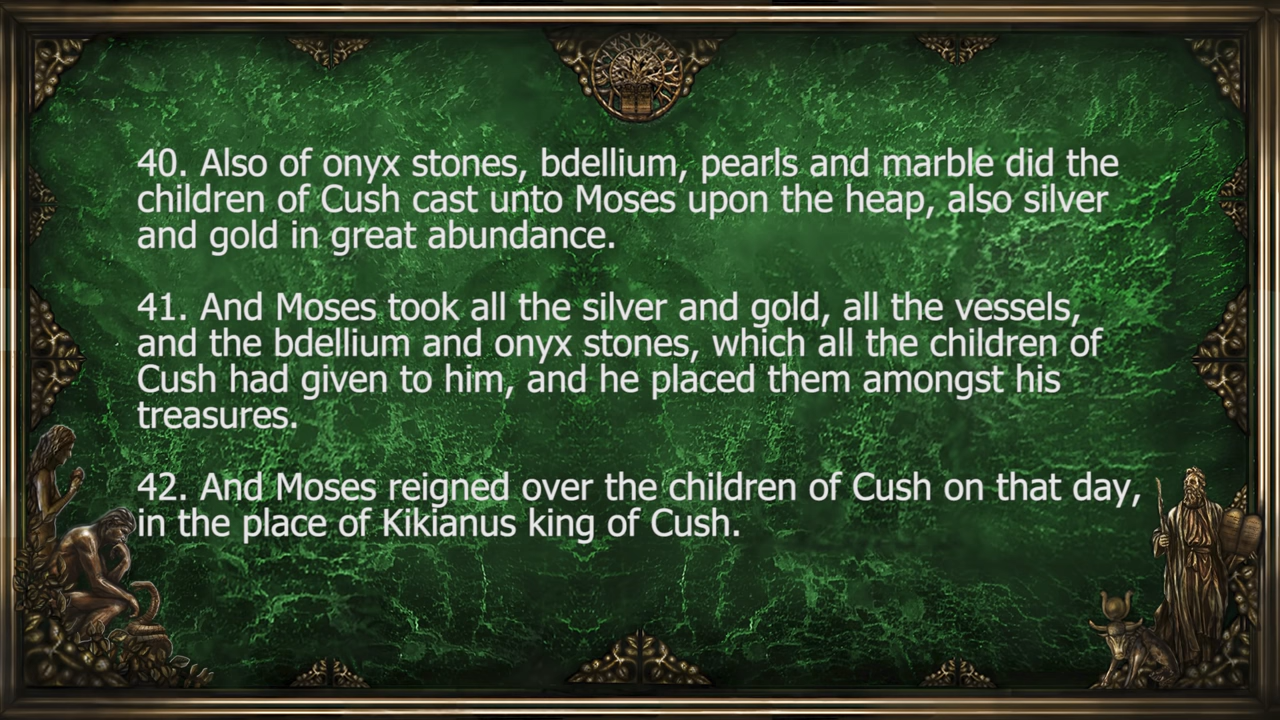 40. Also of onyx stones, bdellium, pearls and marble did the
children of Cush cast unto Moses upon the heap, also silver
and gold in great abundance.
41. And Moses took all the silver and gold, all the vessels,
and the bdellium and onyx stones, which all the children of
Cush had given to him, and he placed them amongst his
treasures.
42. And Moses reigned over the children of Cush on that day,
in the place of Kikianus king of Cush.